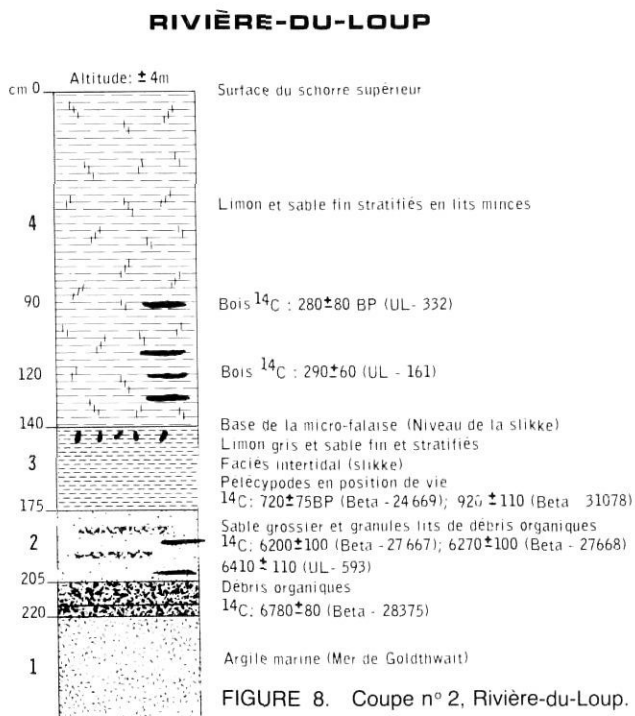 RIVIÈRE-DU-LOUP
Altitude: ± 4m
cm 0
Surface du schorre supérieur
4
Limon et sable fin stratifiés en lits minces
90
Bois 14C : 280±80 BP (UL- 332)
120
Bois 14C : 290±60 (UL - 161)
140
Base de la micro-falaise (Niveau de la slikke)
Limon gris et sable fin et stratifiés
3
Faciès intertidal (slikke)
Pelécypodes en position de vie
175
14C: 720±75BP (Beta -24 669); 920 ±110 (Beta 31078)
Sable grossier et granules lits de débris organiques
2
14C: 6200±100 (Beta -27 667); 6270±100 (Beta - 27668)
6410 ± 110 (UL- 593)
205
Débris organiques
220
14C: 6780±80 (Beta - 28375)
1
Argile marine (Mer de Goldthwait)
FIGURE 8. Coupe n° 2, Rivière-du-Loup.